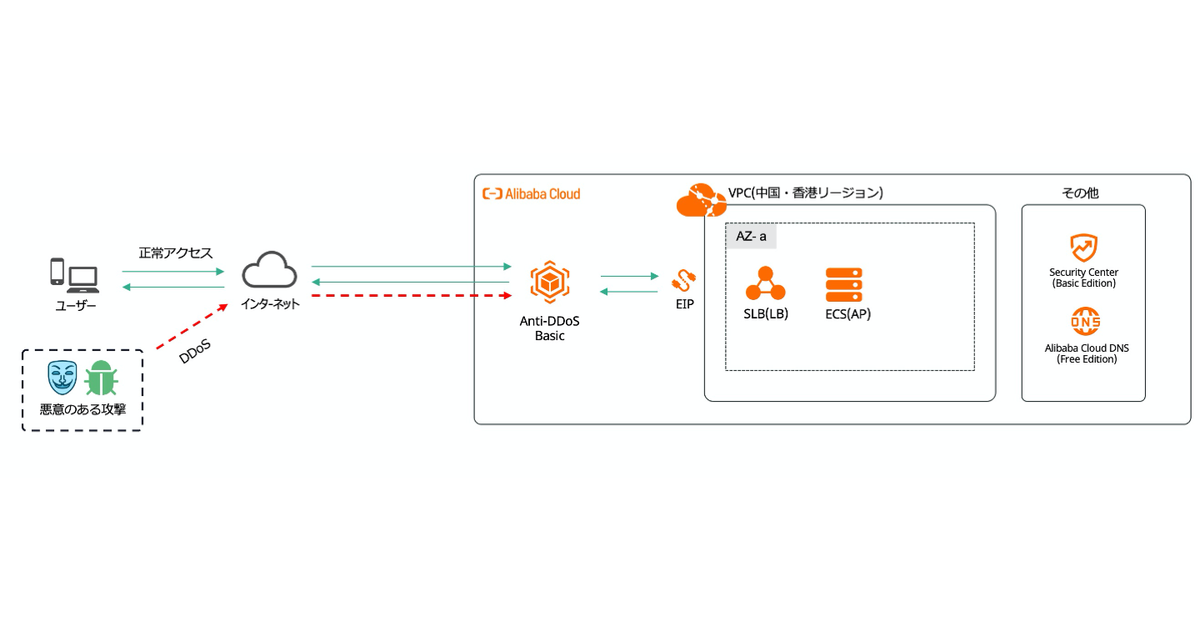 正常アクセス
ユーザー
インターネット
DDoS
悪意のある攻撃
Alibaba Cloud
Anti-DDoS
Basic
EIP
VPC(中国・香港リージョン)
AZ- a
SLB(LB)
ECS(AP)
その他
Security Center
(Basic Edition)
DNS
Alibaba Cloud DNS
(Free Edition)